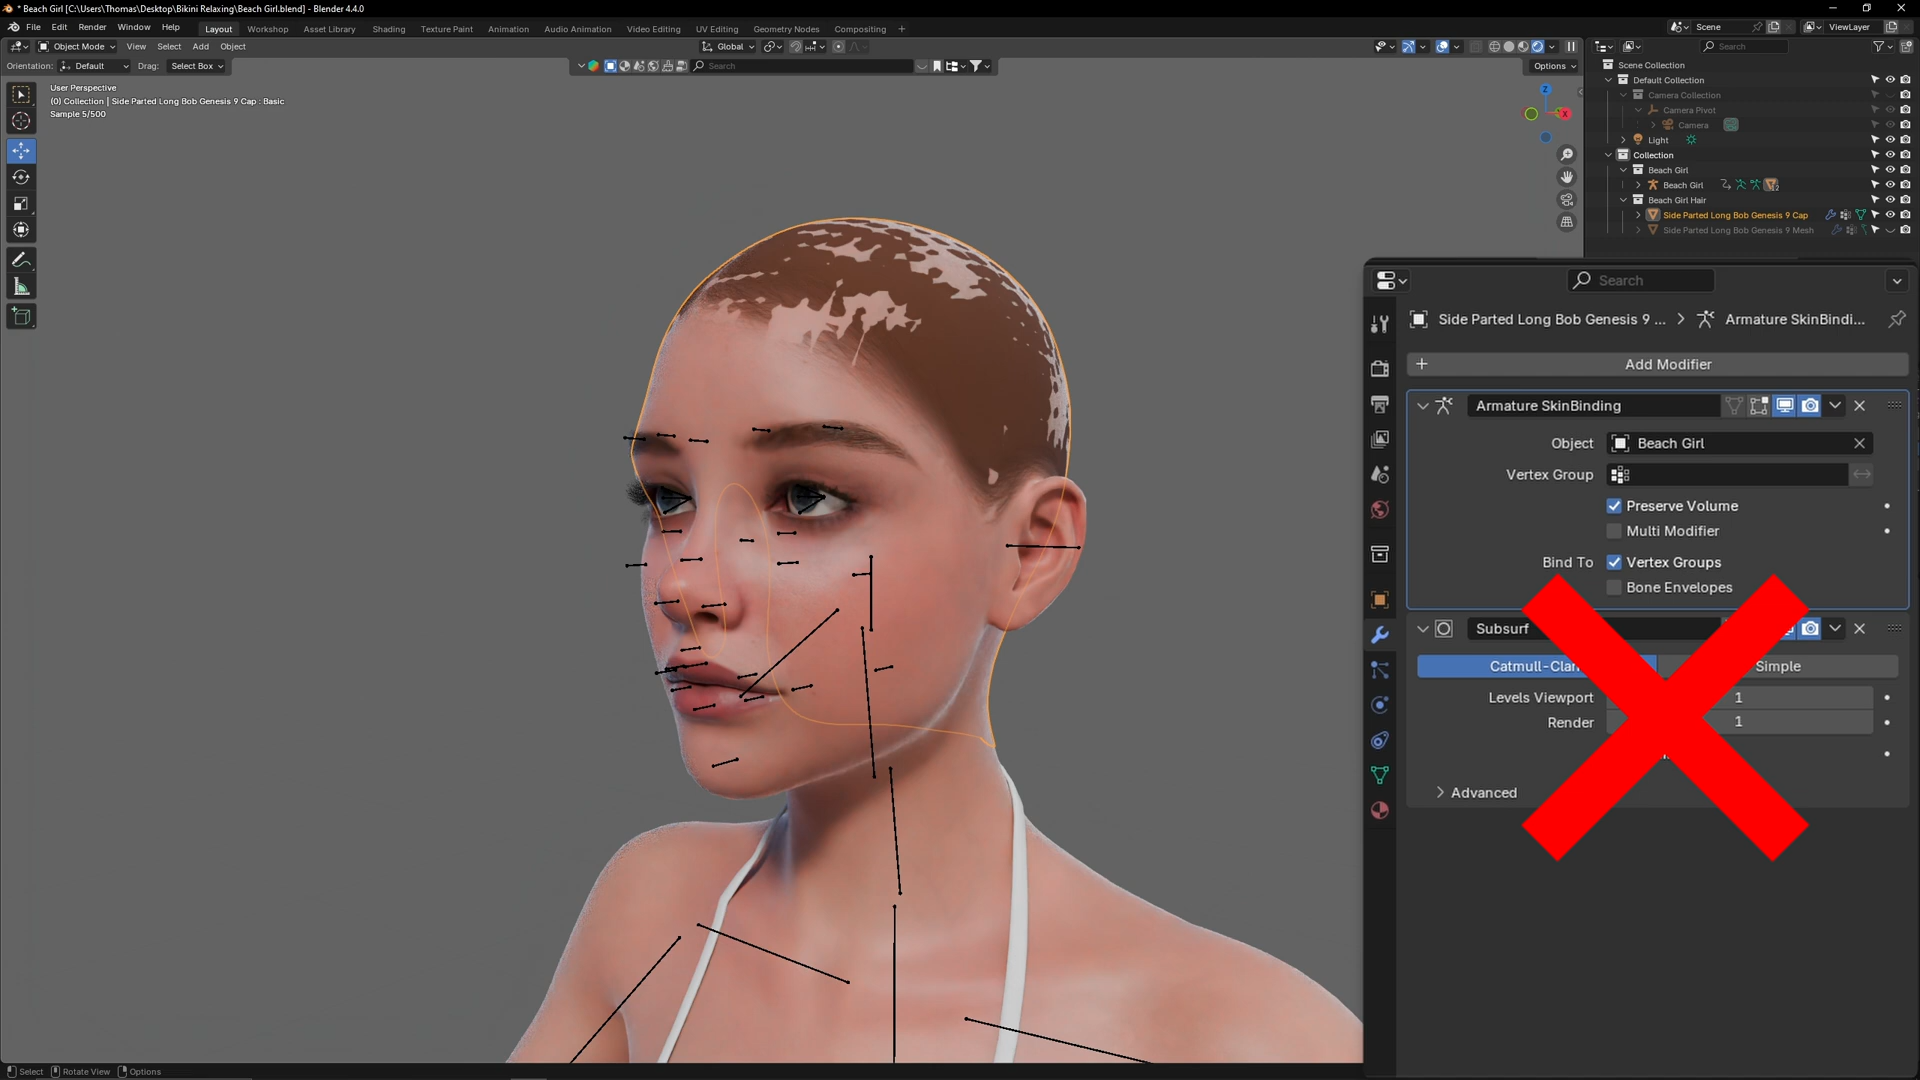 * Beach Girl [C:\Users\Thomas\Desktop\Bikini Relaxing\Beach Girl.blend] - Blender 4.4.0
File Edit Render Window Help Layout Workshop Asset Library Shading Texture Paint Animation Audio Animation Video Editing UV Editing Geometry Nodes Compositing + Scene ViewLayer
Object Mode View Select Add Object Global Search
Orientation: Default Drag: Select Box Search Options
User Perspective
(0) Collection | Side Parted Long Bob Genesis 9 Cap : Basic
Sample 5/500
Z
X
Scene Collection
Default Collection
Camera Collection
Camera Pivot
Camera
Light
Collection
Beach Girl
Beach Girl 12
Beach Girl Hair
Side Parted Long Bob Genesis 9 Cap
Side Parted Long Bob Genesis 9 Mesh
Search
Side Parted Long Bob Genesis 9 ... > Armature SkinBindi...
+ Add Modifier
Armature SkinBinding
Object Beach Girl
Vertex Group
Preserve Volume
Multi Modifier
Bind To Vertex Groups
Bone Envelopes
Subsurf
Catmull-Clar Simple
Levels Viewport 1
Render 1
Advanced
Select Rotate View Options